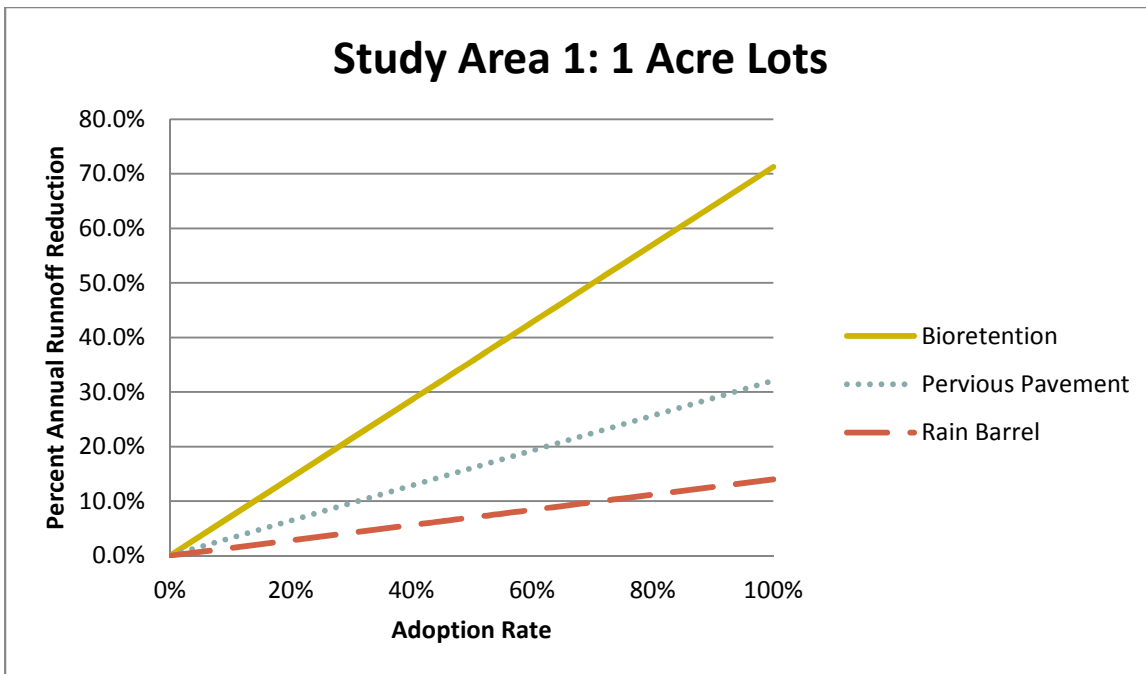 Study Area 1: 1 Acre Lots
Percent Annual Runnoff Reduction
80.0%
70.0%
60.0%
50.0%
40.0%
30.0%
20.0%
10.0%
0.0%
0% 20% 40% 60% 80% 100%
Adoption Rate
Bioretention
Pervious Pavement
Rain Barrel